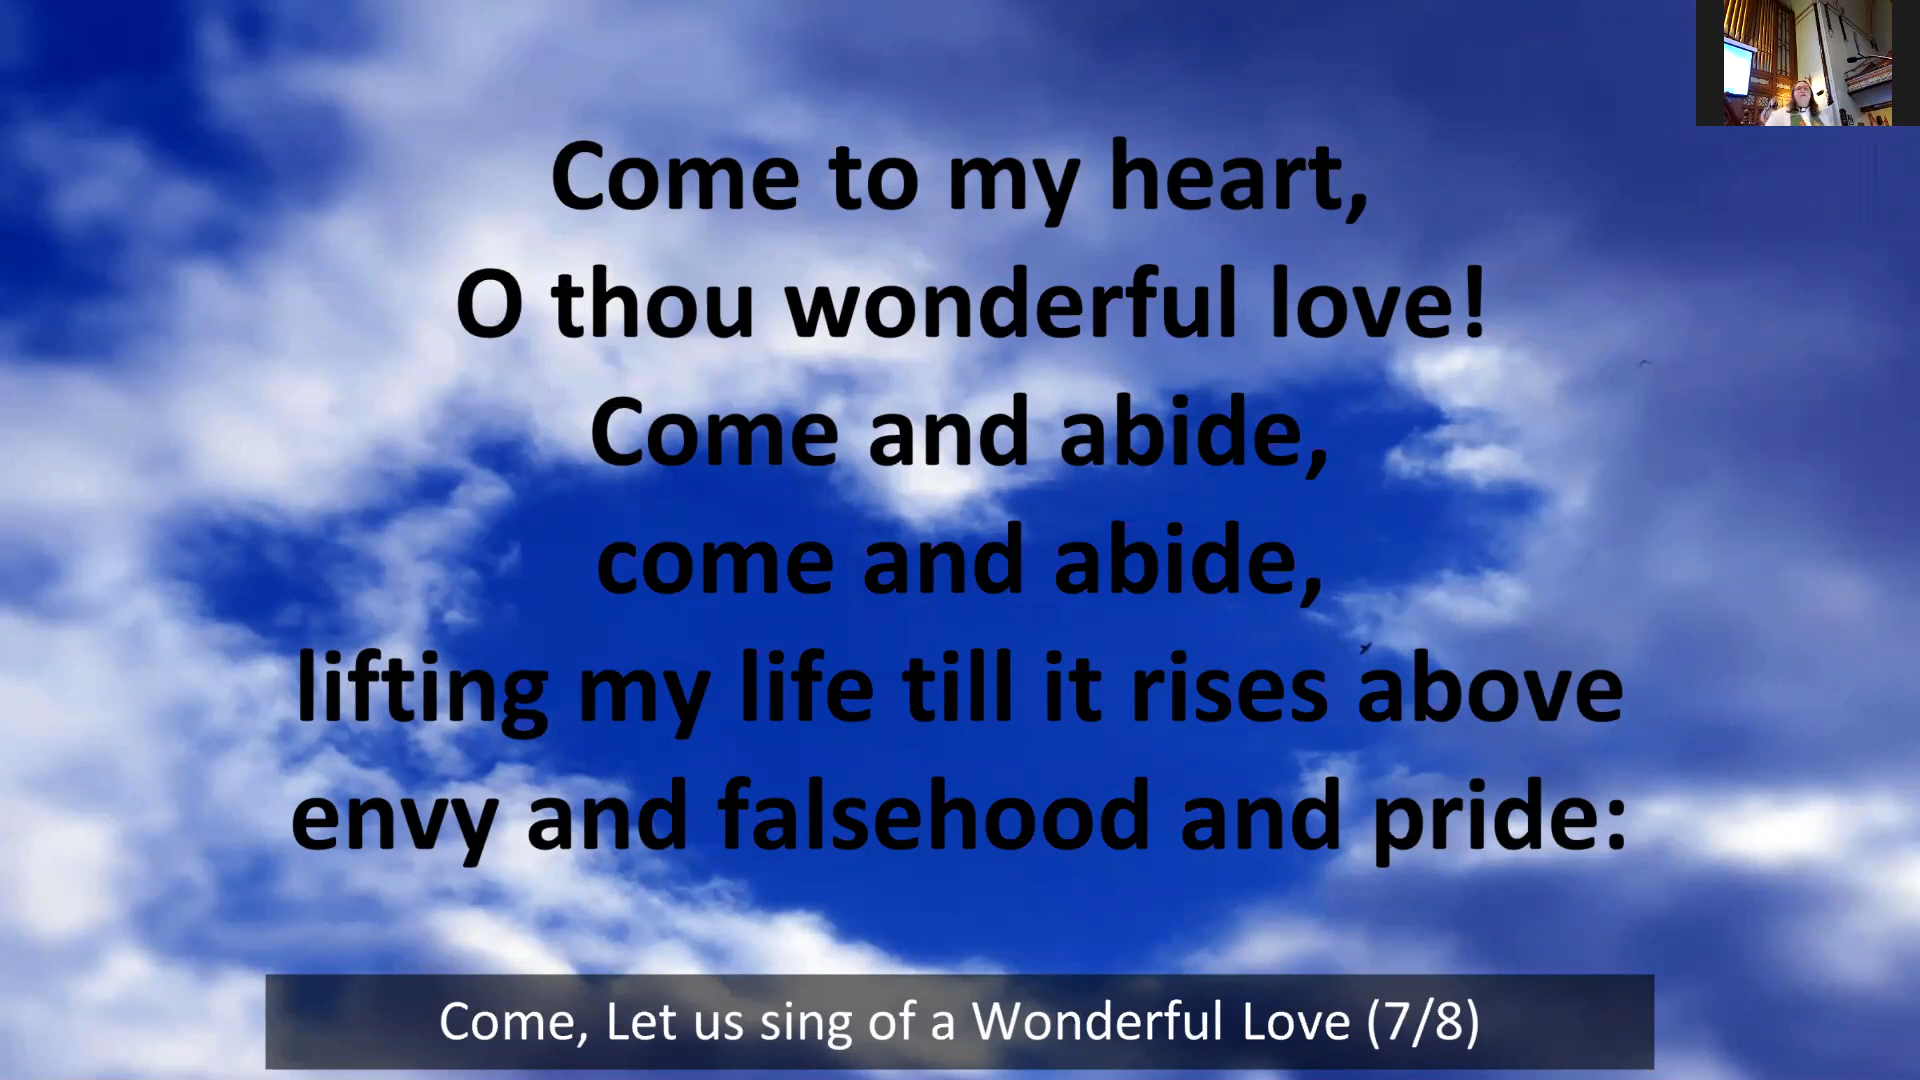 Come to my heart,
O thou wonderful love!
Come and abide,
come and abide,
lifting my life till it rises above
envy and falsehood and pride:
Come, Let us sing of a Wonderful Love (7/8)